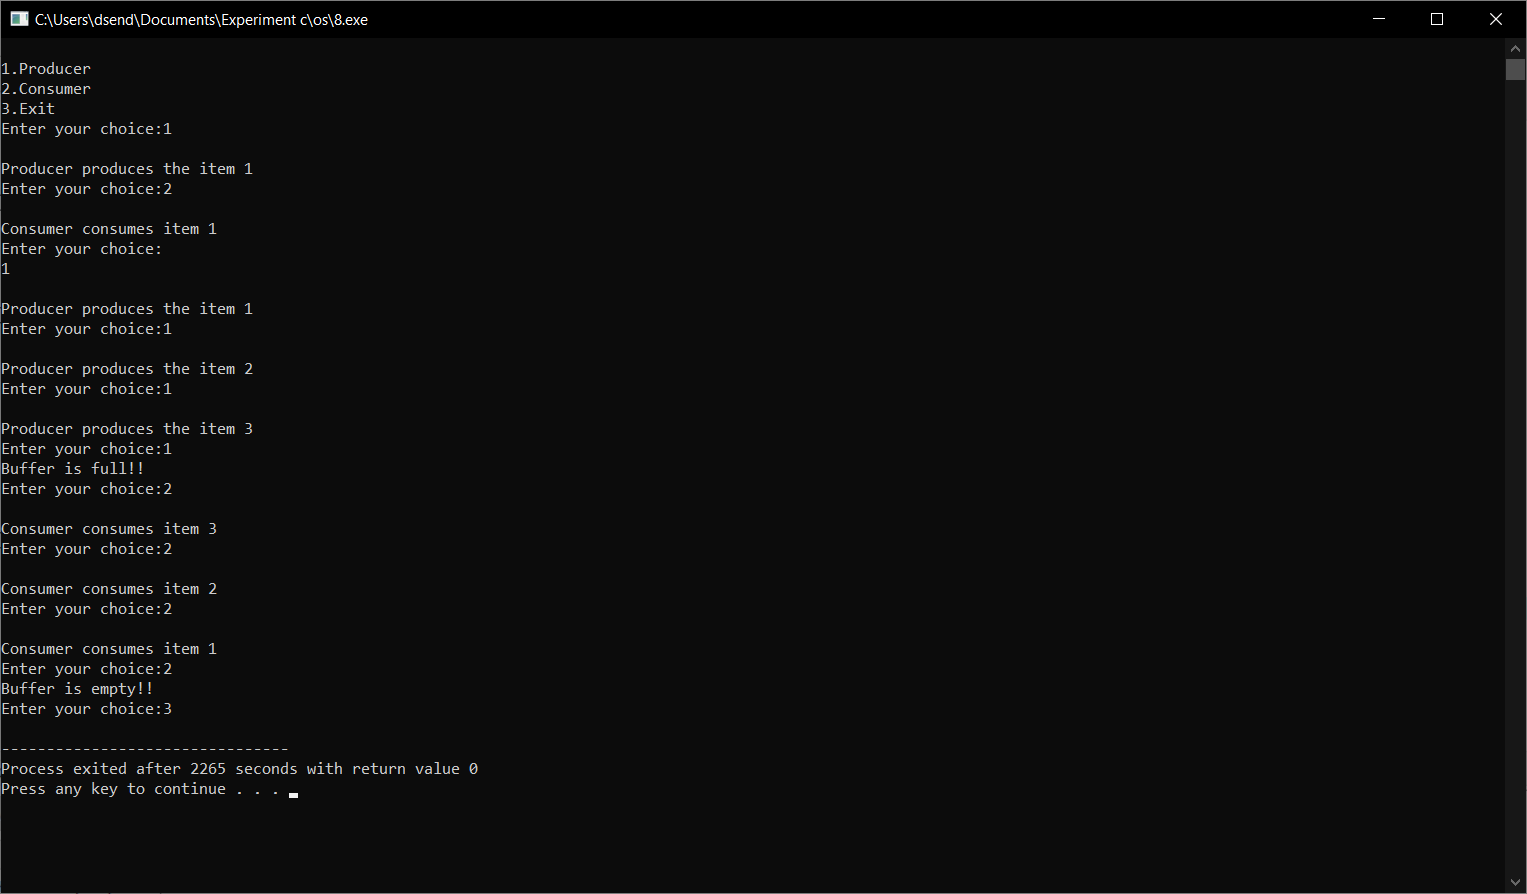 C:\Users\dsend\Documents\Experiment c\os\8.exe
1.Producer
2.Consumer
3.Exit
Enter your choice:1
Producer produces the item 1
Enter your choice:2
Consumer consumes item 1
Enter your choice:
1
Producer produces the item 1
Enter your choice:1
Producer produces the item 2
Enter your choice:1
Producer produces the item 3
Enter your choice:1
Buffer is full!!
Enter your choice:2
Consumer consumes item 3
Enter your choice:2
Consumer consumes item 2
Enter your choice:2
Consumer consumes item 1
Enter your choice:2
Buffer is empty!!
Enter your choice:3
--------------------------------
Process exited after 2265 seconds with return value 0
Press any key to continue . . .